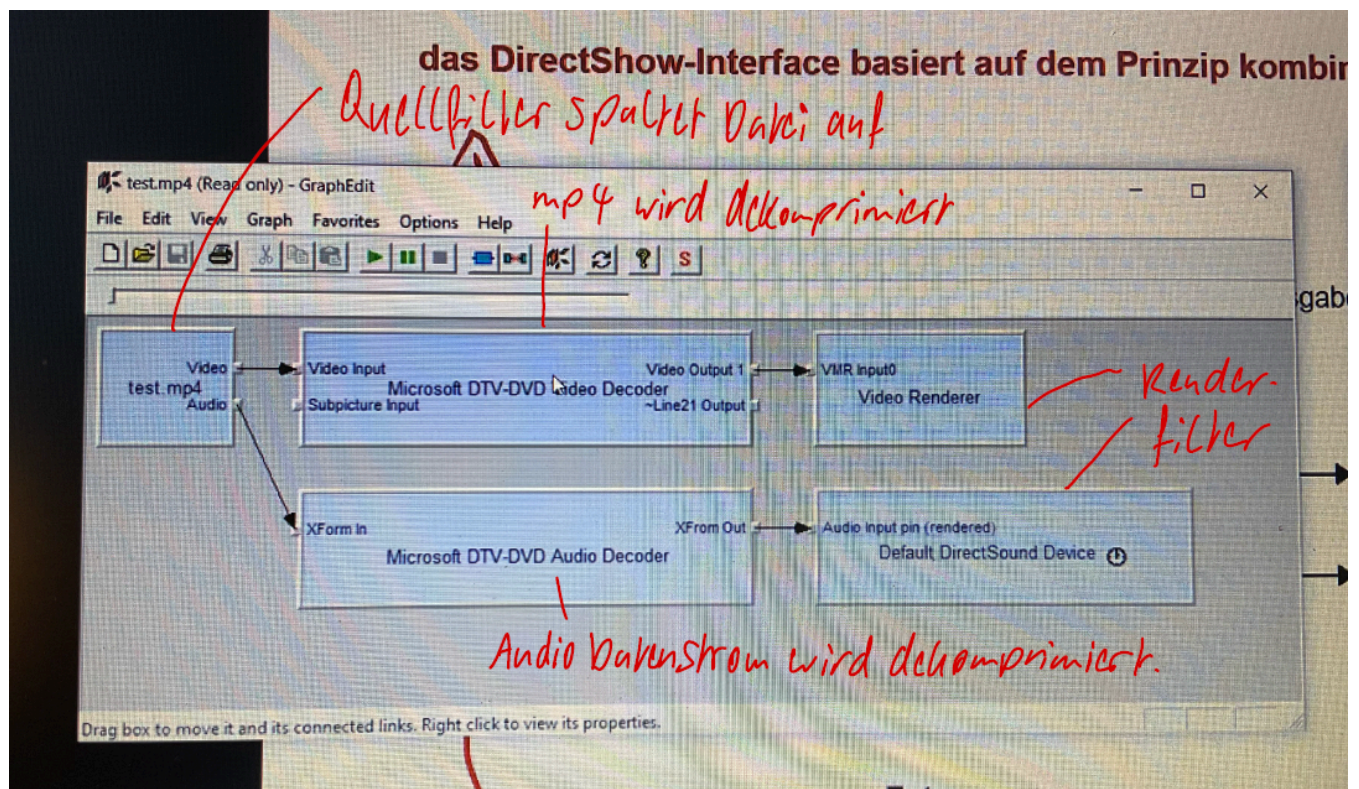 das DirectShow-Interface basiert auf dem Prinzip kombin
Quellfilter spaltet Datei auf
test.mp4 (Read only) - GraphEdit
mp4 wird dekomprimiert
File Edit View Graph Favorites Options Help
S
gabe
Video
test.mp4
Audio
Video Input
Video Output 1
Microsoft DTV-DVD Video Decoder
Subpicture Input
~Line21 Output
VMR Input0
Video Renderer
Render-
filter
XForm In
XFrom Out
Microsoft DTV-DVD Audio Decoder
Audio Input pin (rendered)
Default DirectSound Device
Audio Datenstrom wird dekomprimiert.
Drag box to move it and its connected links. Right click to view its properties.